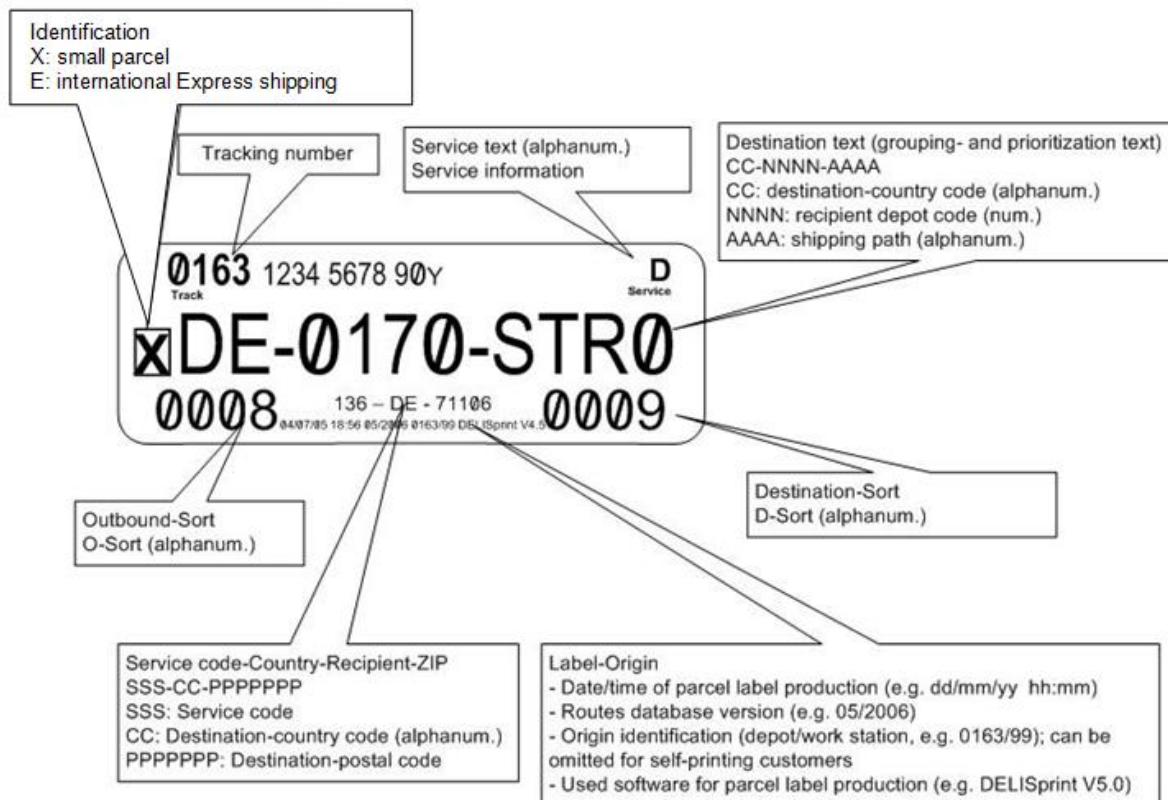 Identification
X: small parcel
E: international Express shipping
Tracking number
Service text (alphanum.)
Service information
Destination text (grouping- and prioritization text)
CC-NNNN-AAAA
CC: destination-country code (alphanum.)
NNNN: recipient depot code (num.)
AAAA: shipping path (alphanum.)
0163 1234 5678 90Y
Track
D
Service
X DE-0170-STR0
0008
136 – DE - 71106
0009
04/07/05 18:56 05/2006 0163/99 DELISprint V4.5
Outbound-Sort
O-Sort (alphanum.)
Destination-Sort
D-Sort (alphanum.)
Service code-Country-Recipient-ZIP
SSS-CC-PPPPPPP
SSS: Service code
CC: Destination-country code (alphanum.)
PPPPPPP: Destination-postal code
Label-Origin
- Date/time of parcel label production (e.g. dd/mm/yy hh:mm)
- Routes database version (e.g. 05/2006)
- Origin identification (depot/work station, e.g. 0163/99); can be
omitted for self-printing customers
- Used software for parcel label production (e.g. DELISprint V5.0)